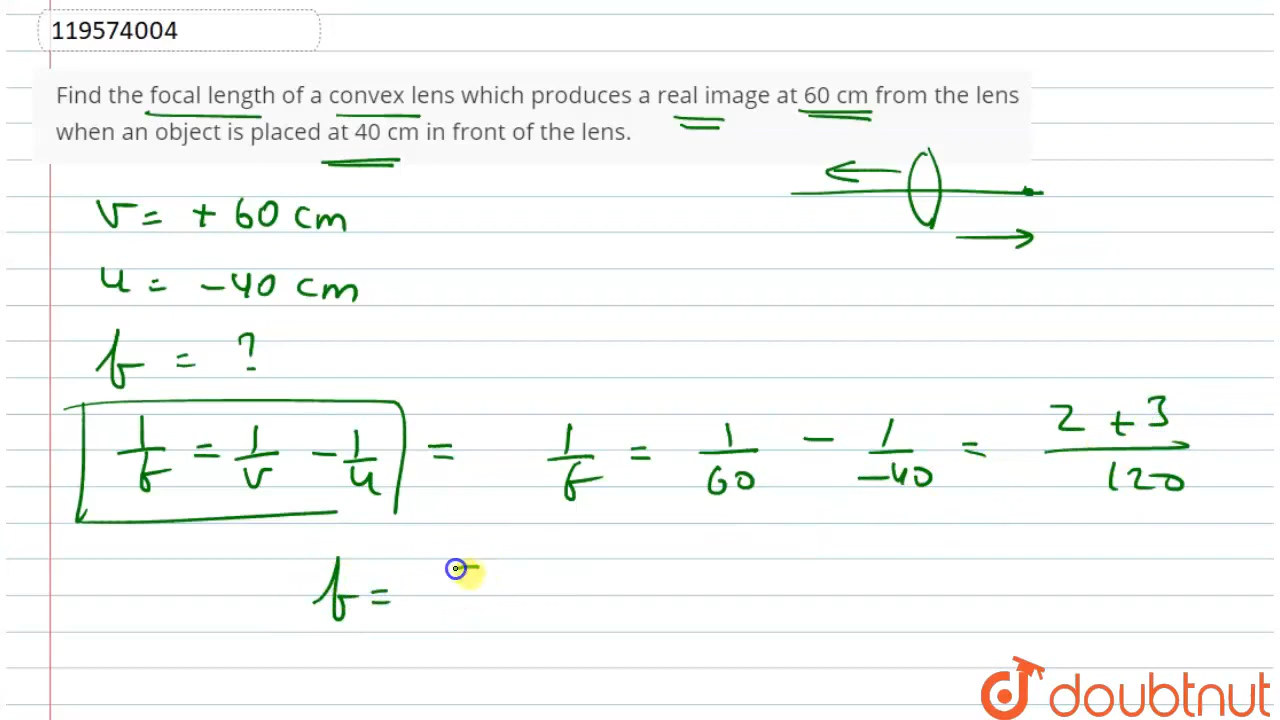 119574004
Find the focal length of a convex lens which produces a real image at 60 cm from the lens
when an object is placed at 40 cm in front of the lens.
v = + 60 cm
u = - 40 cm
f = ?
1/f = 1/v - 1/u = 1/f = 1/60 - 1/-40 = 2 + 3/120
f =
doubtnut